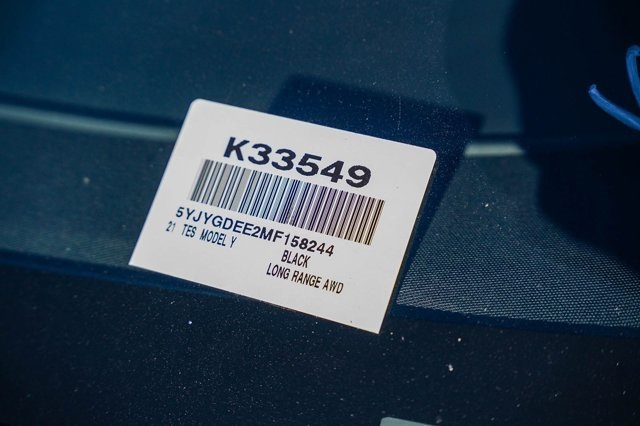 K33549
5YJYGDEE2MF158244
21 TES MODEL Y
BLACK
LONG RANGE AWD